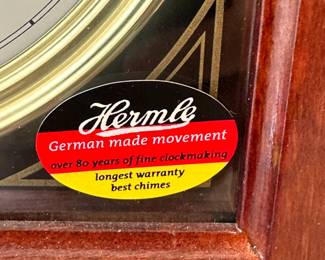 Hermle
German made movement
over 80 years of fine clockmaking
longest warranty
best chimes